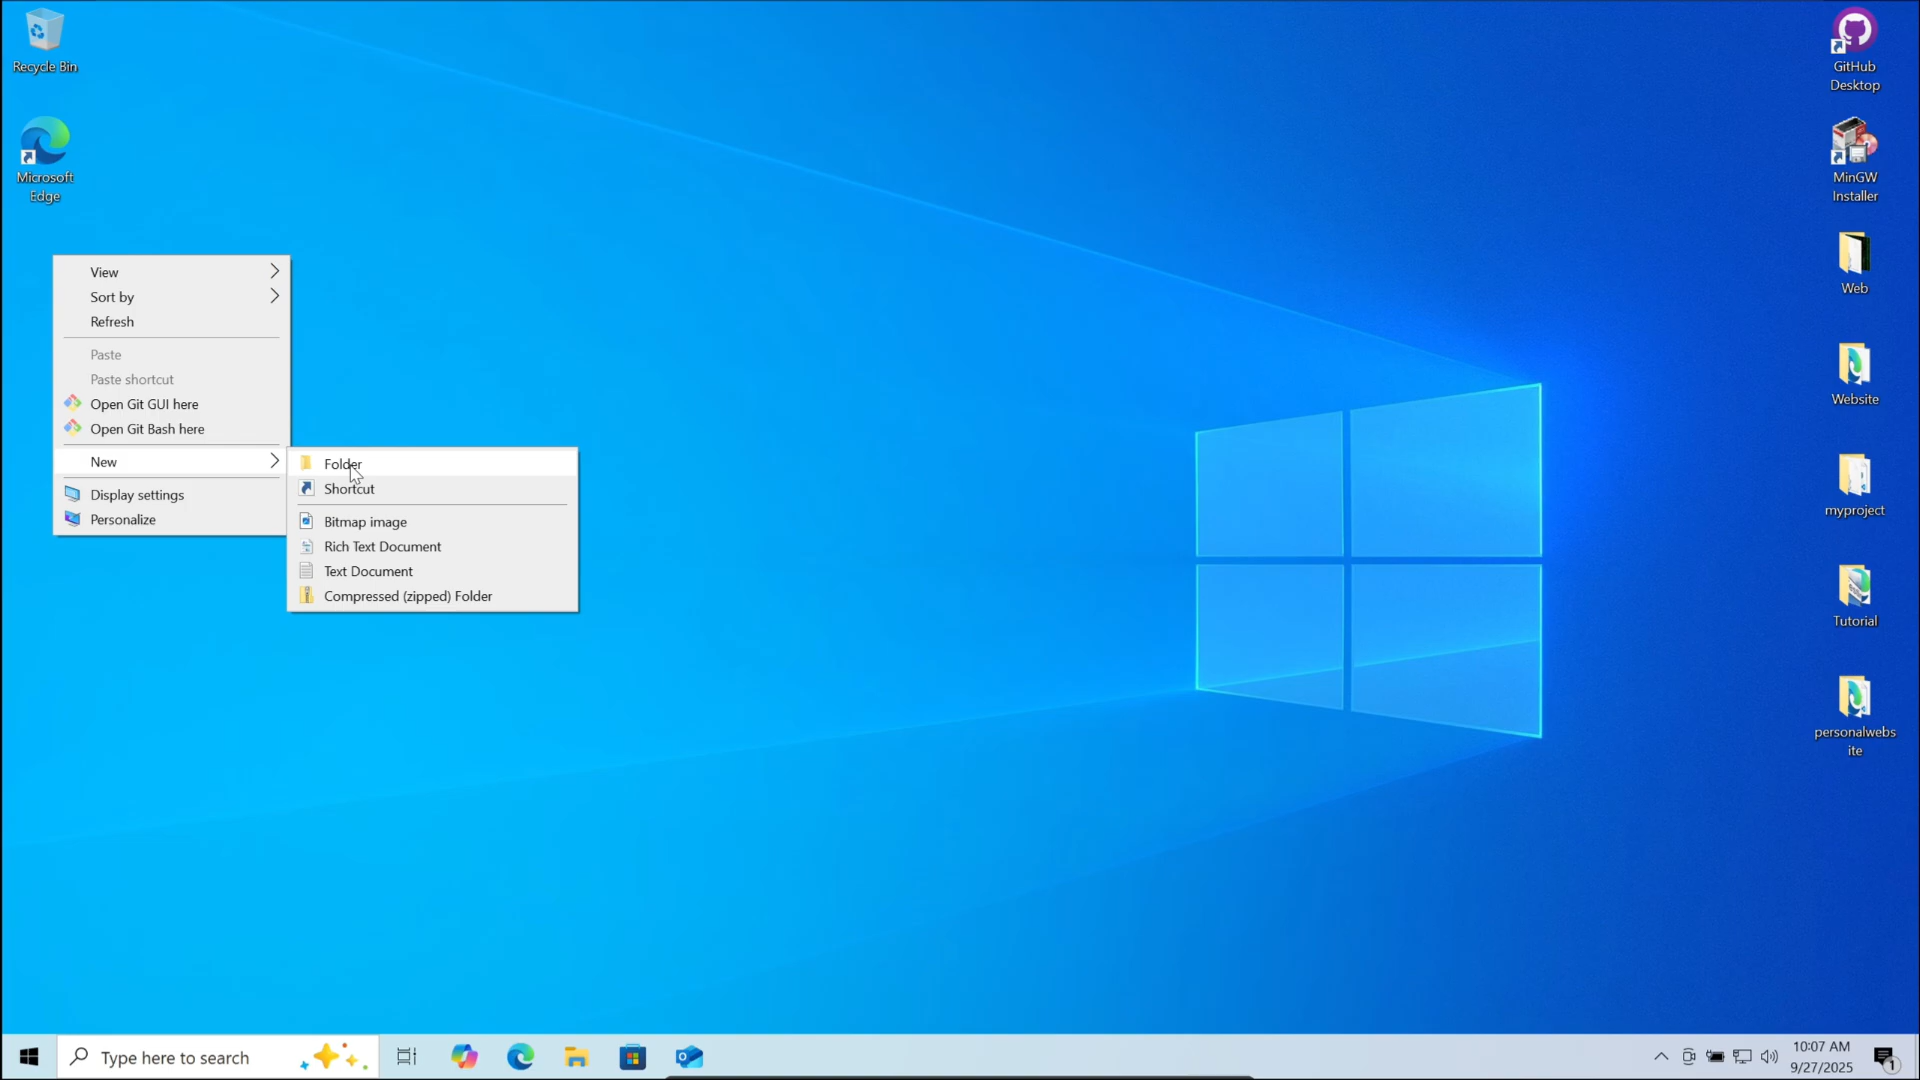 Recycle Bin
Microsoft
Edge
View
Sort by
Refresh
Paste
Paste shortcut
Open Git GUI here
Open Git Bash here
New
Display settings
Personalize
Folder
Shortcut
Bitmap image
Rich Text Document
Text Document
Compressed (zipped) Folder
GitHub
Desktop
MinGW
Installer
Web
Website
myproject
Tutorial
personalwebs
ite
Type here to search
10:07 AM
9/27/2025
1